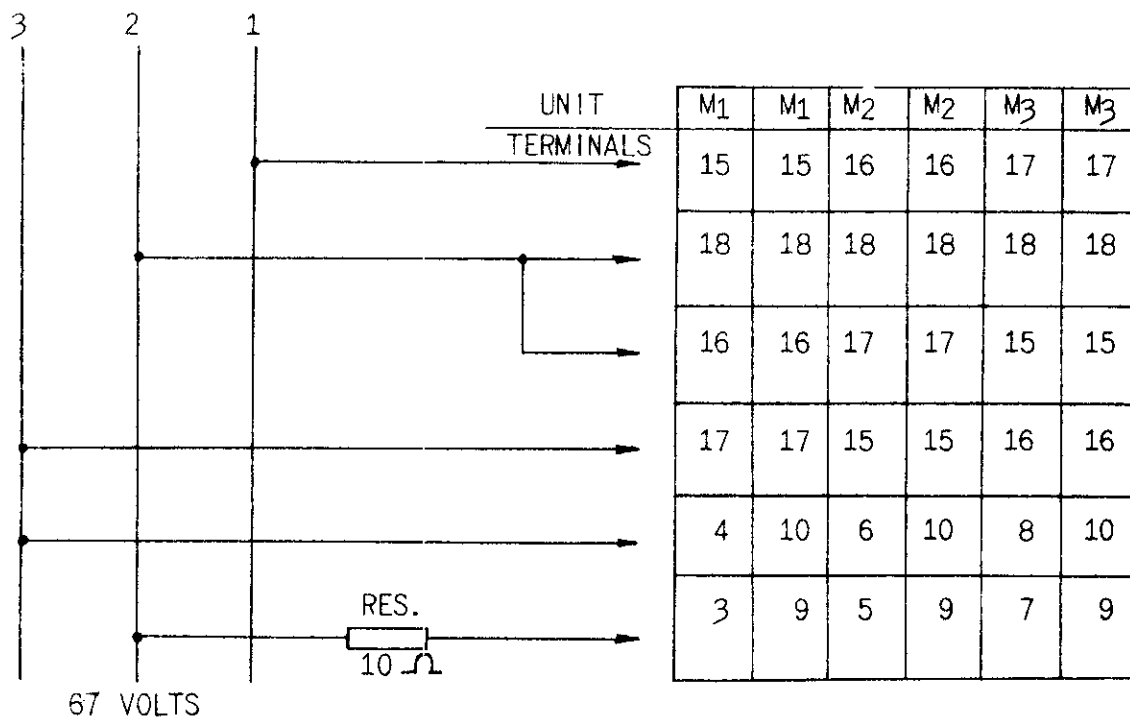 3 2 1
UNIT
TERMINALS
M1 M1 M2 M2 M3 M3
15 15 16 16 17 17
18 18 18 18 18 18
16 16 17 17 15 15
17 17 15 15 16 16
4 10 6 10 8 10
3 9 5 9 7 9
RES.
10 Ω
67 VOLTS